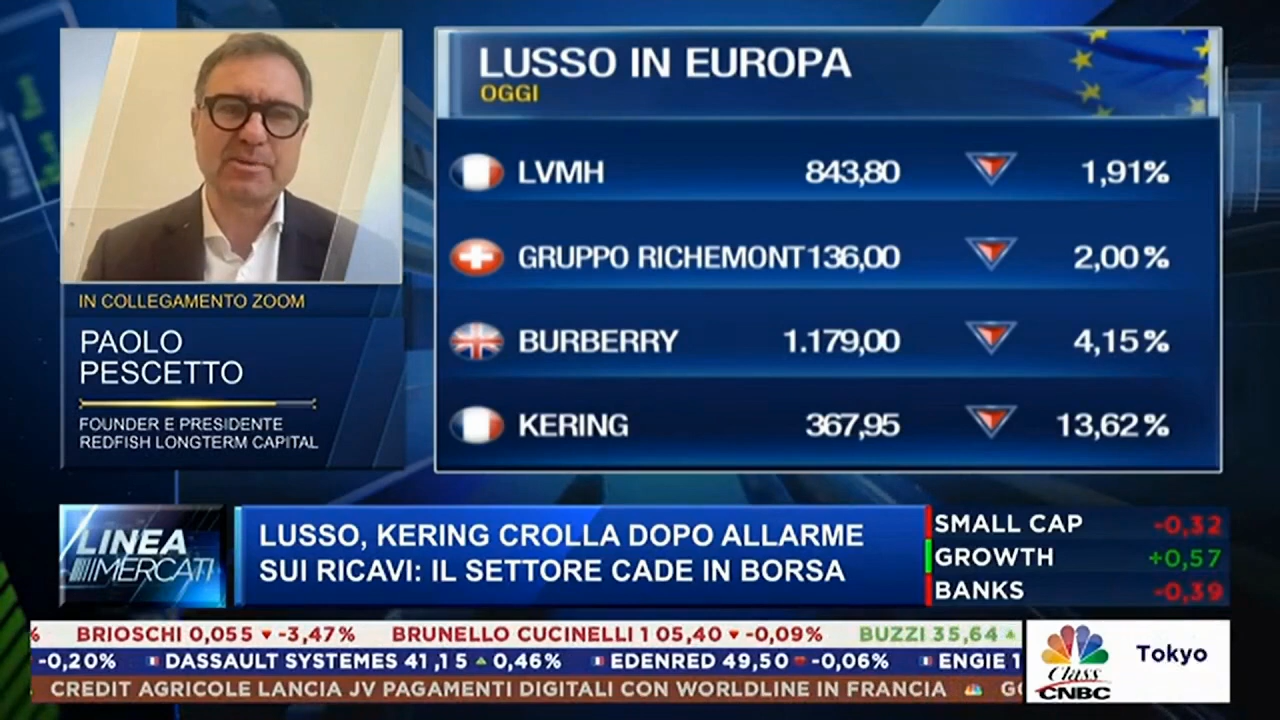 LUSSO IN EUROPA
OGGI
LVMH 843,80 1,91%
GRUPPO RICHEMONT 136,00 2,00%
BURBERRY 1.179,00 4,15%
KERING 367,95 13,62%
IN COLLEGAMENTO ZOOM
PAOLO
PESCETTO
FOUNDER E PRESIDENTE
REDFISH LONGTERM CAPITAL
LINEA
MERCATI
LUSSO, KERING CROLLA DOPO ALLARME
SUI RICAVI: IL SETTORE CADE IN BORSA
SMALL CAP -0,32
GROWTH +0,57
BANKS -0,39
% BRIOSCHI 0,055 -3,47% BRUNELLO CUCINELLI 1 05,40 -0,09% BUZZI 35,64
-0,20% DASSAULT SYSTEMES 41 ,15 0,46% EDENRED 49,50 -0,06% ENGIE 1
CREDIT AGRICOLE LANCIA JV PAGAMENTI DIGITALI CON WORLDLINE IN FRANCIA
Class
CNBC
Tokyo